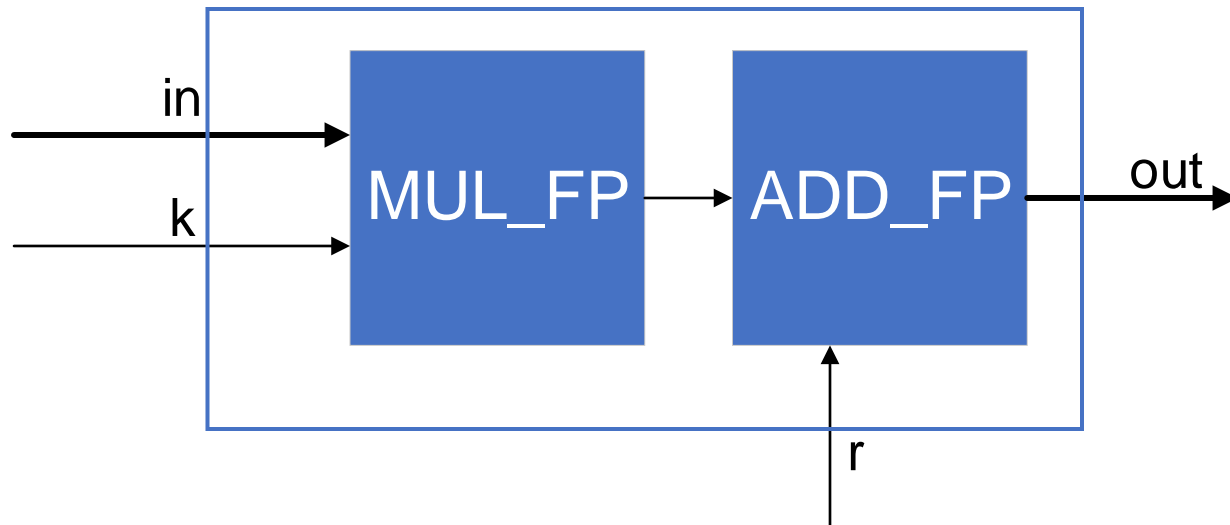 in
k
MUL_FP
ADD_FP
out
r